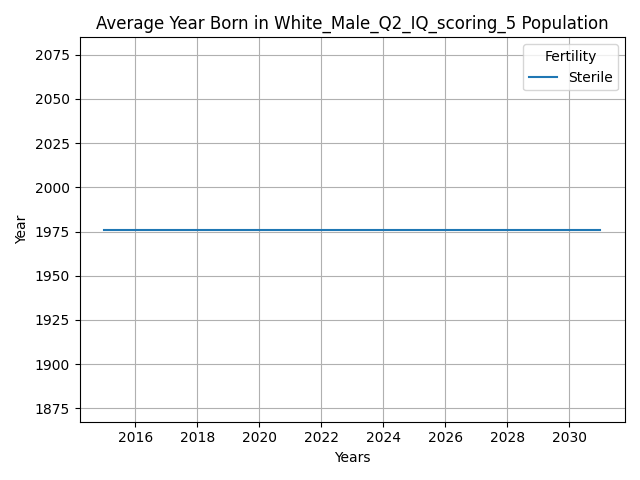 Average Year Born in White_Male_Q2_IQ_scoring_5 Population
Fertility
Sterile
2075
2050
2025
2000
1975
1950
1925
1900
1875
Year
2016 2018 2020 2022 2024 2026 2028 2030
Years